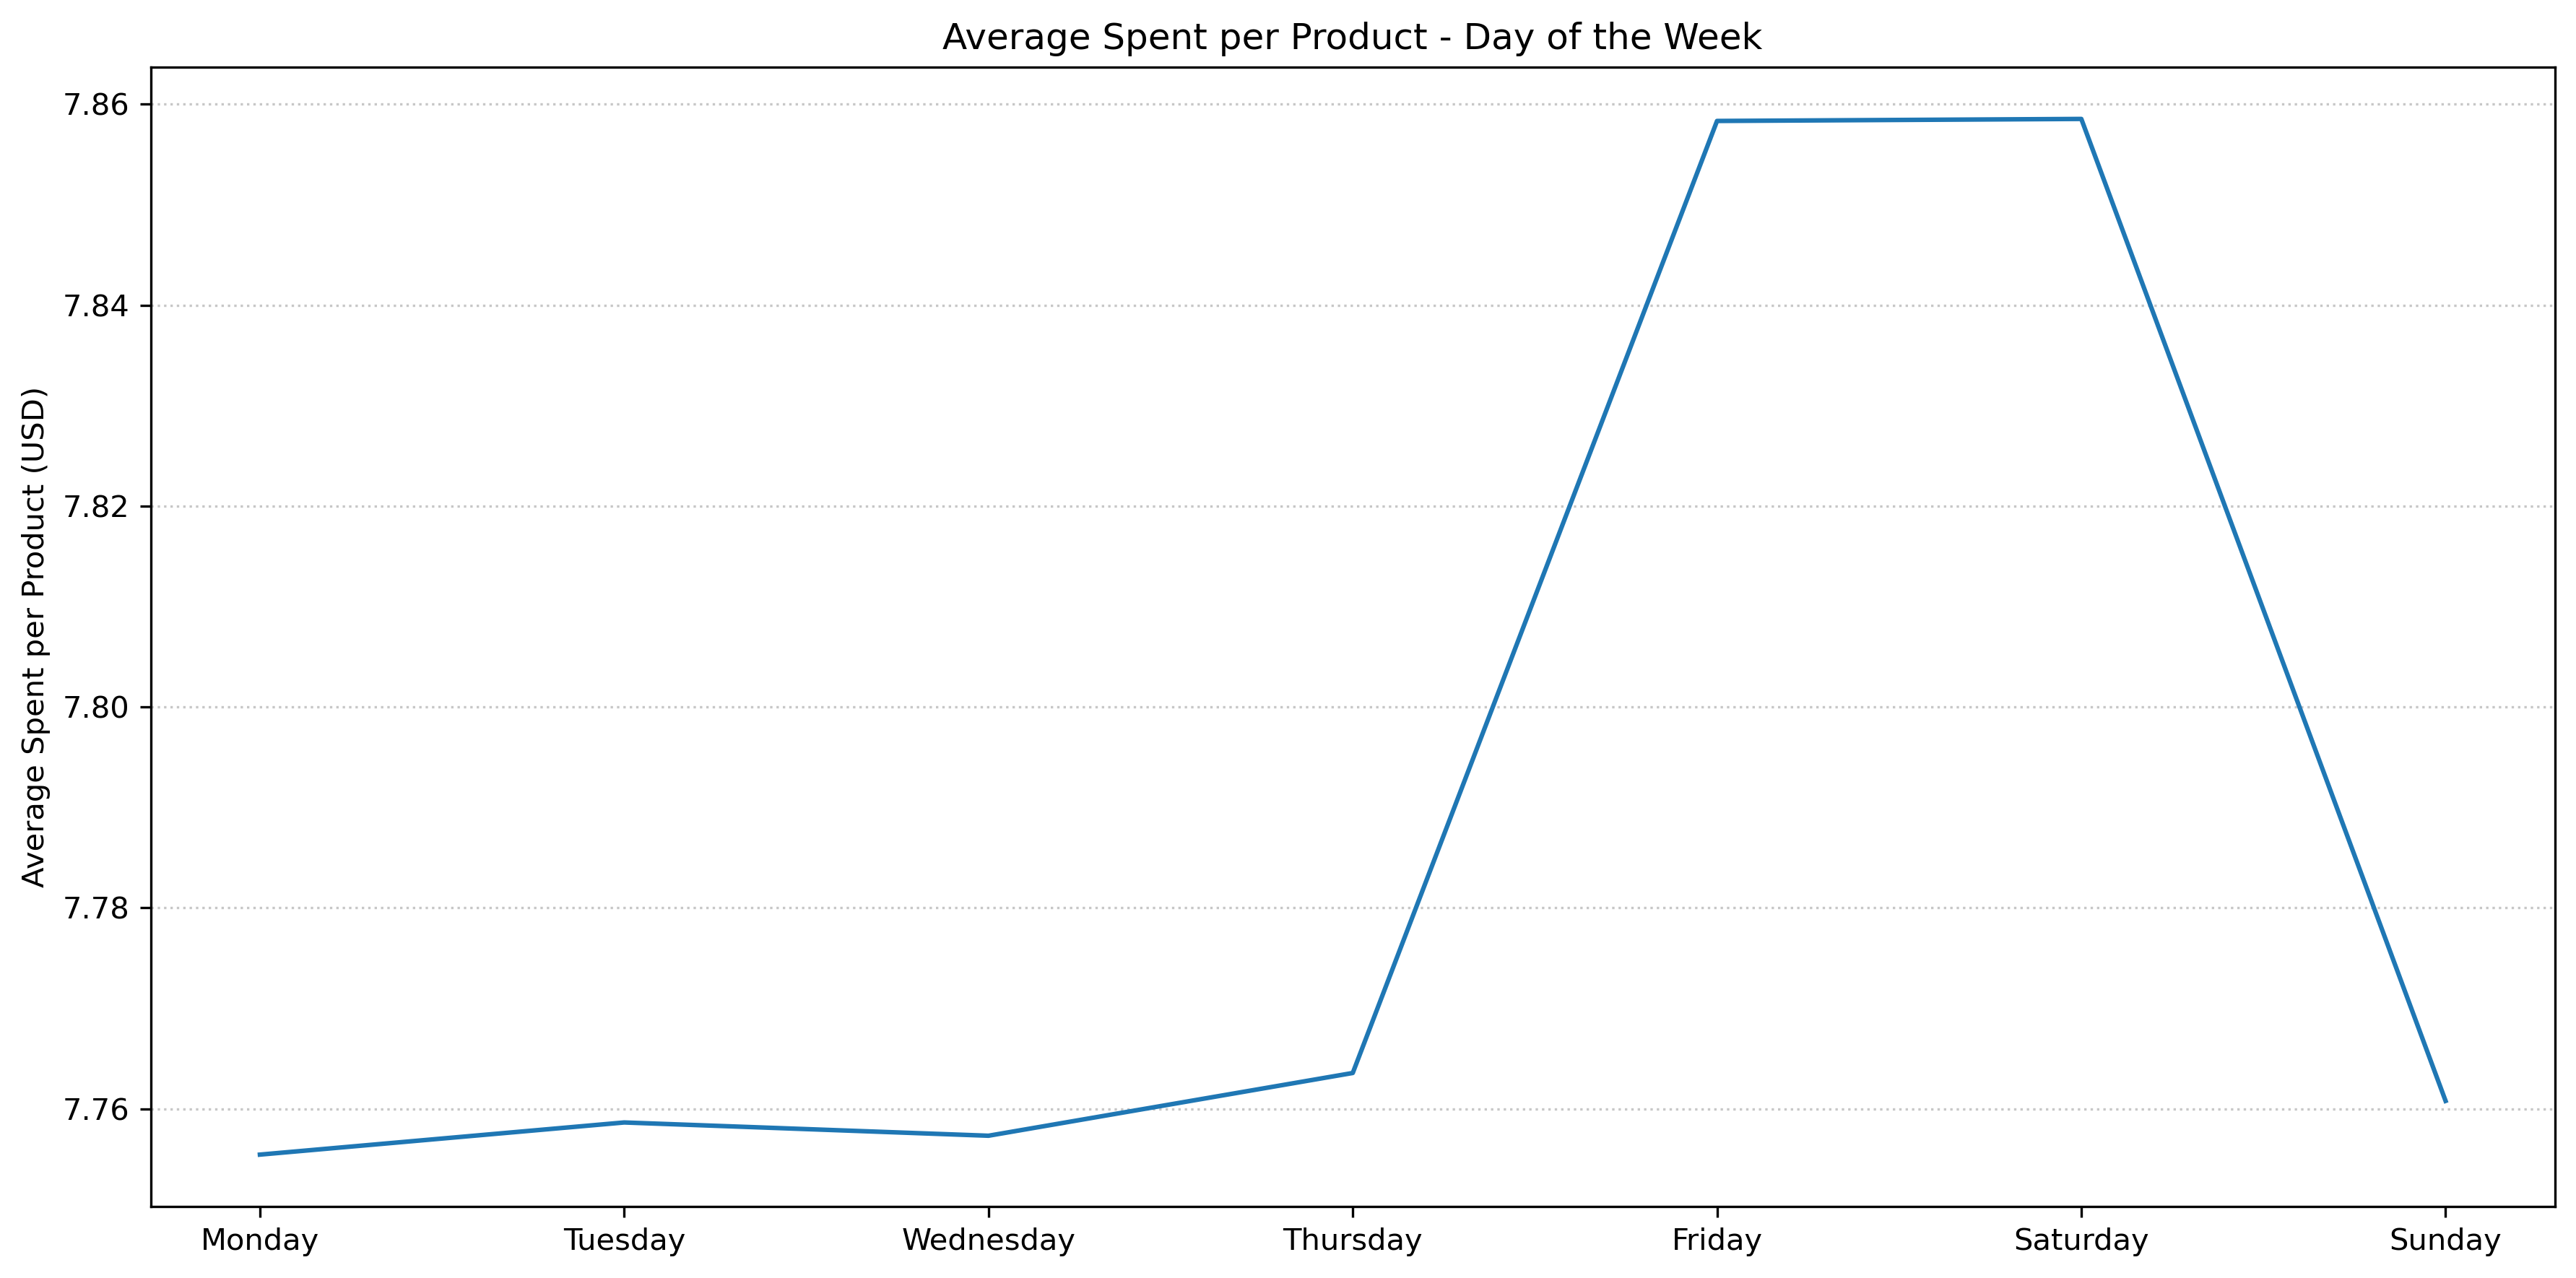 Average Spent per Product - Day of the Week
Average Spent per Product (USD)
7.86
7.84
7.82
7.80
7.78
7.76
Monday Tuesday Wednesday Thursday Friday Saturday Sunday